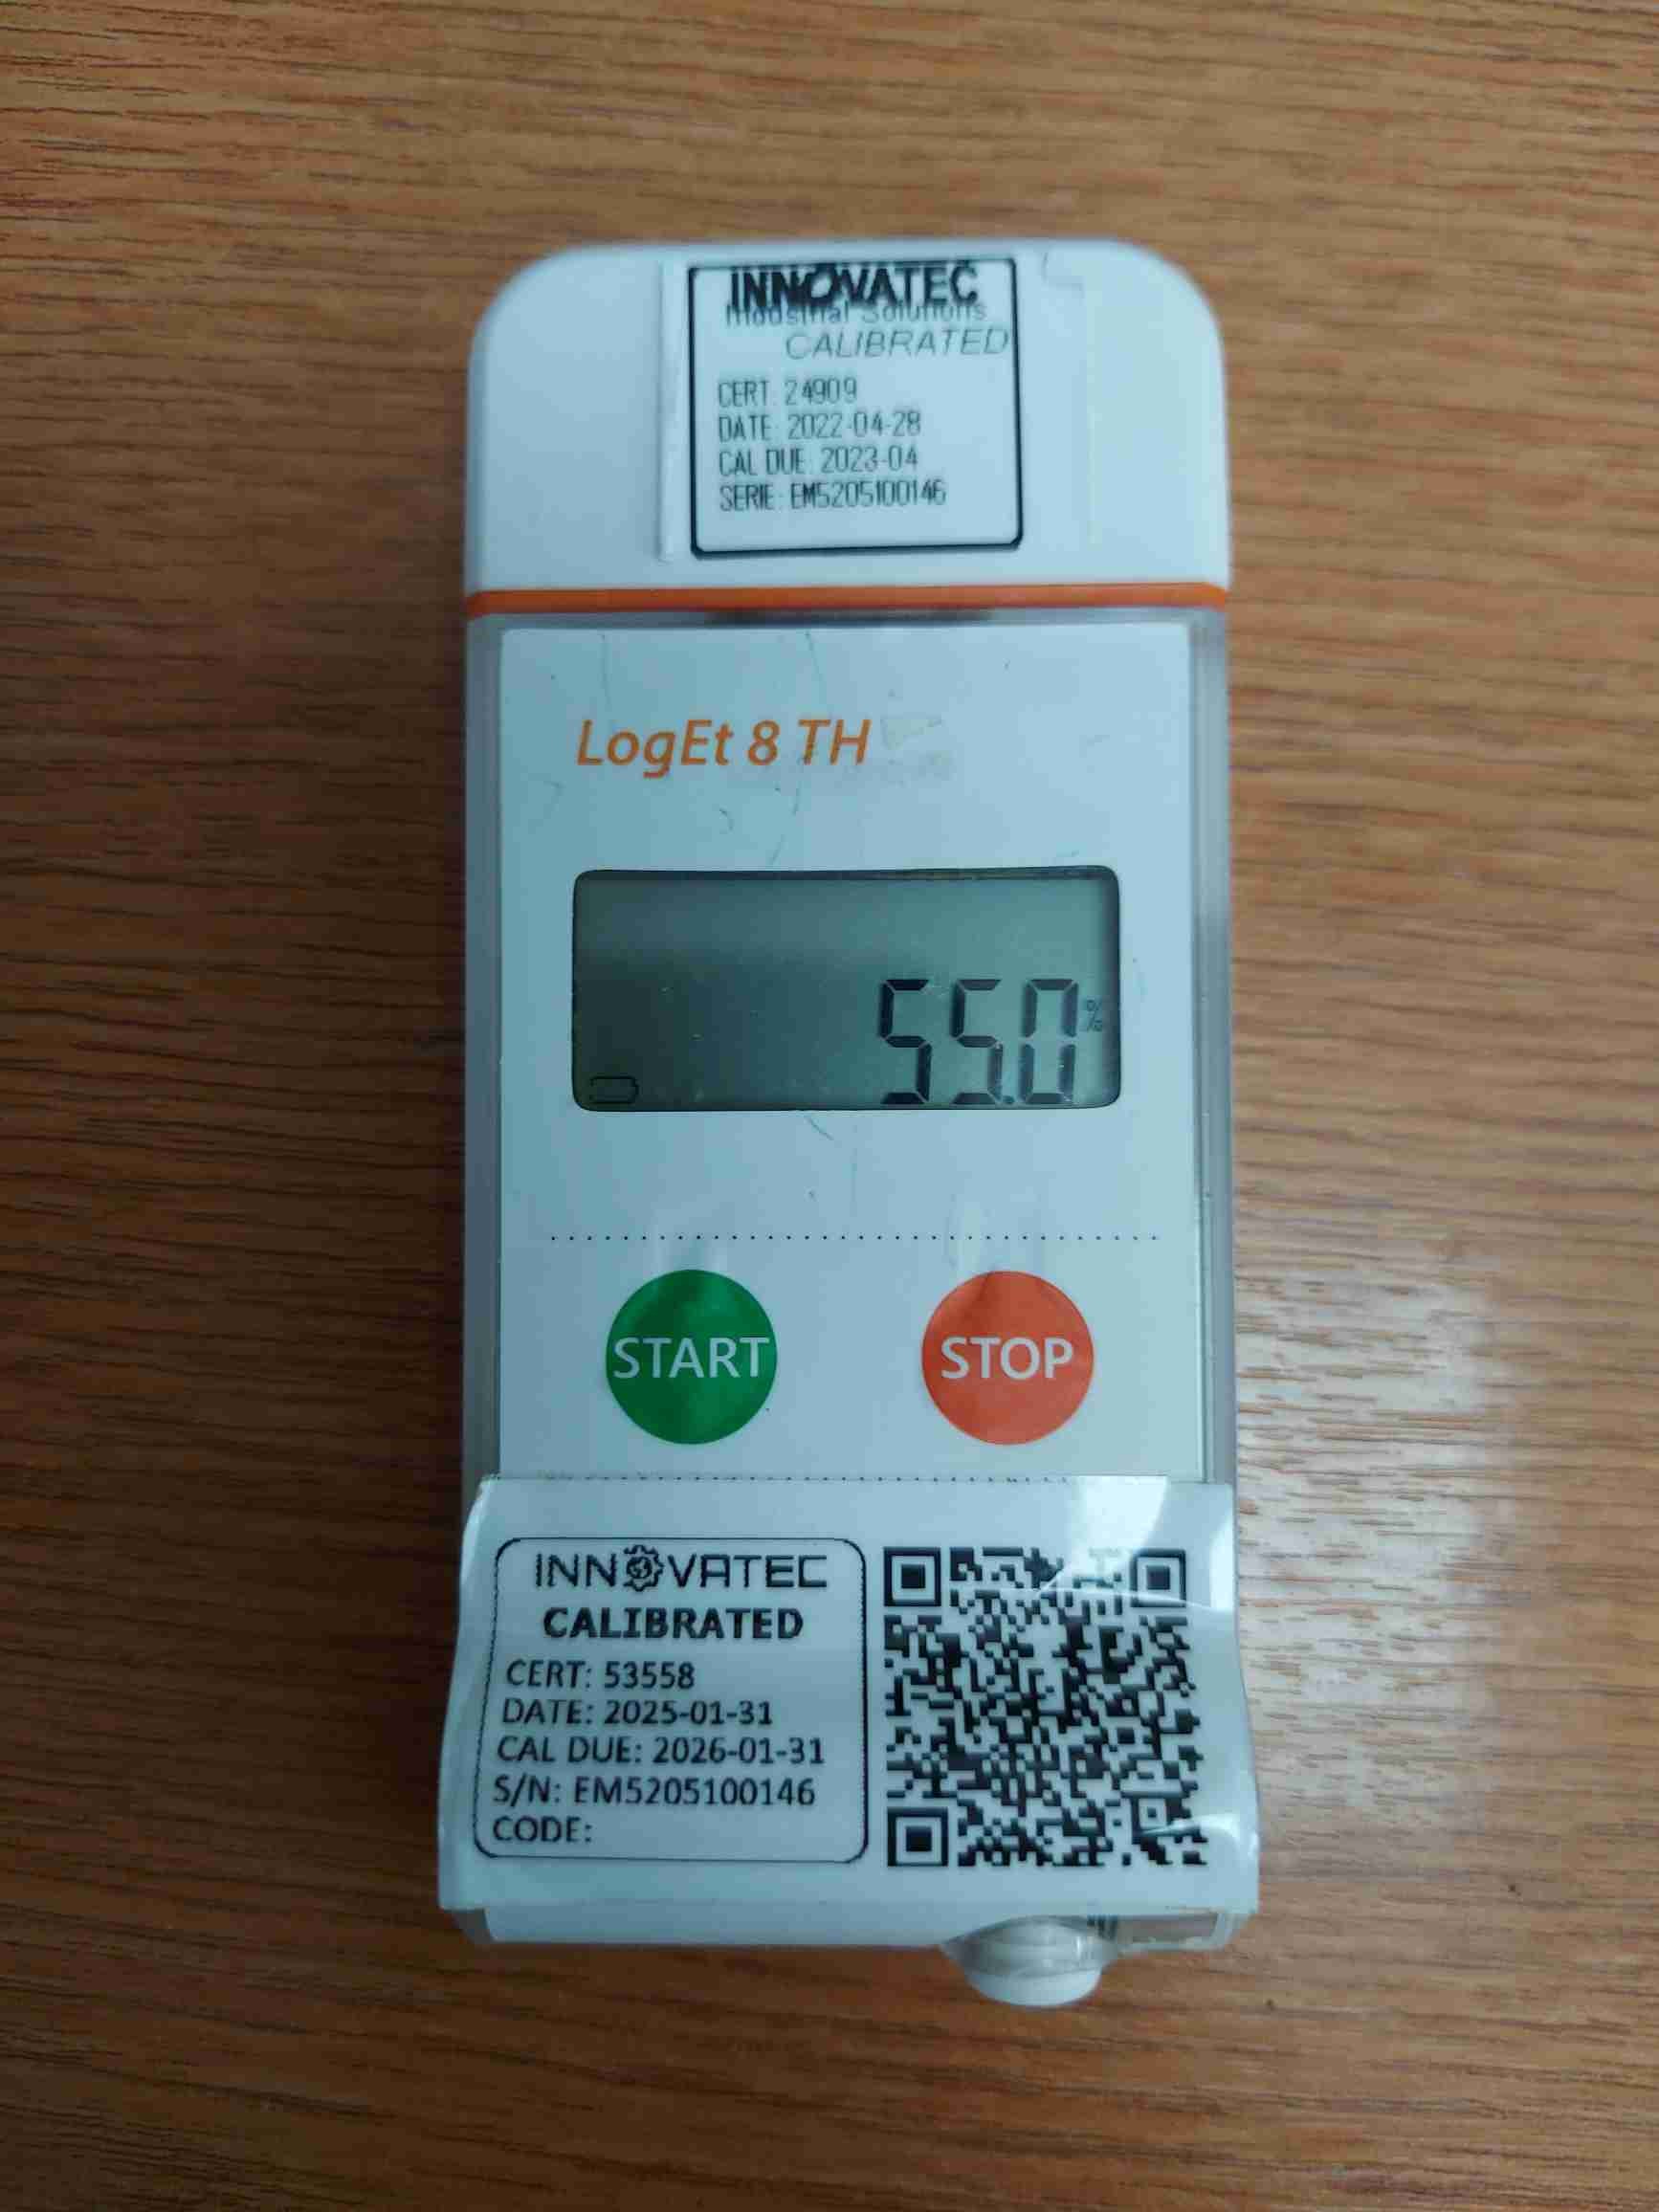 INNOVATEC
Industrial Solutions
CALIBRATED
CERT: 24909
DATE: 2022-04-28
CAL DUE: 2023-04
SERIE: EM5205100146
LogEt 8 TH
55.0%
START
STOP
INNOVATEC
CALIBRATED
CERT: 53558
DATE: 2025-01-31
CAL DUE: 2026-01-31
S/N: EM5205100146
CODE: